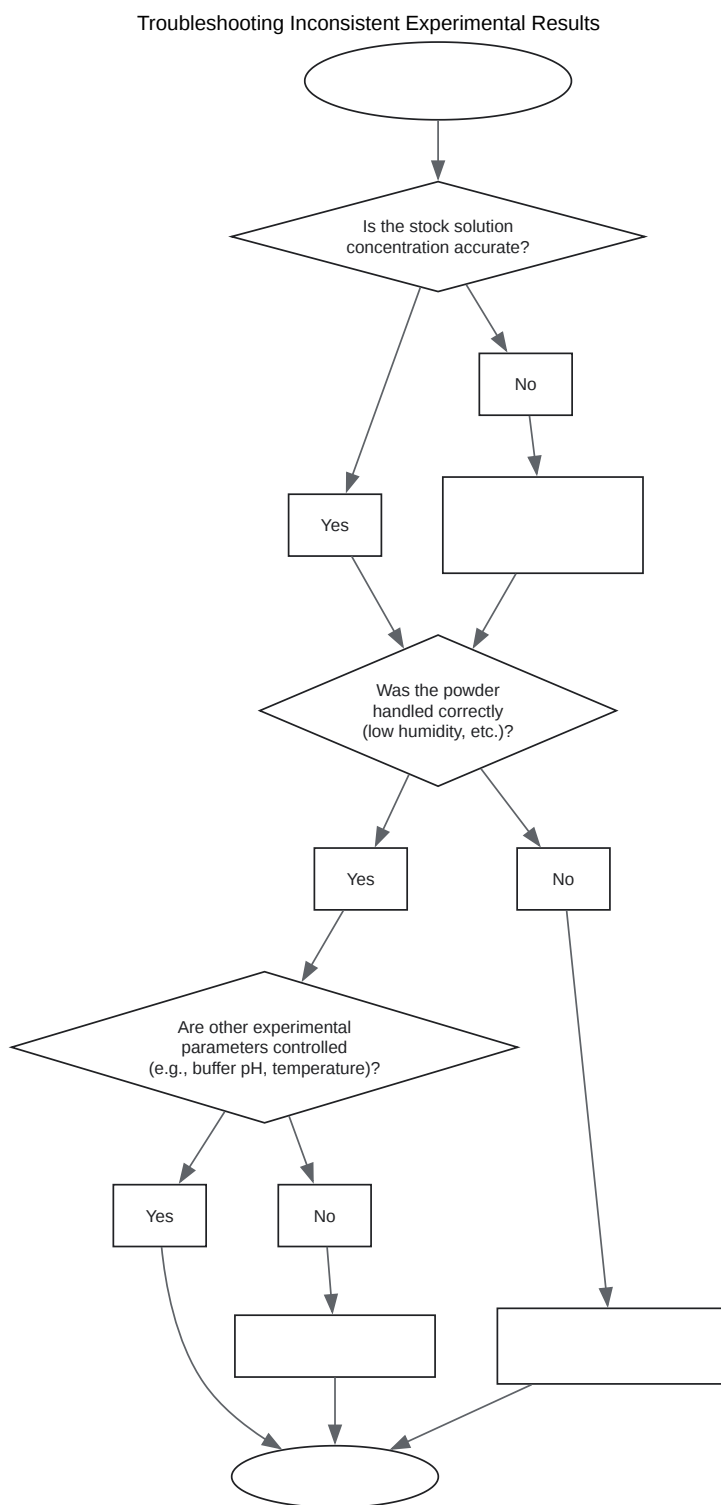 Troubleshooting Inconsistent Experimental Results
Is the stock solution
concentration accurate?
No
Yes
Was the powder
handled correctly
(low humidity, etc.)?
Yes
No
Are other experimental
parameters controlled
(e.g., buffer pH, temperature)?
Yes
No